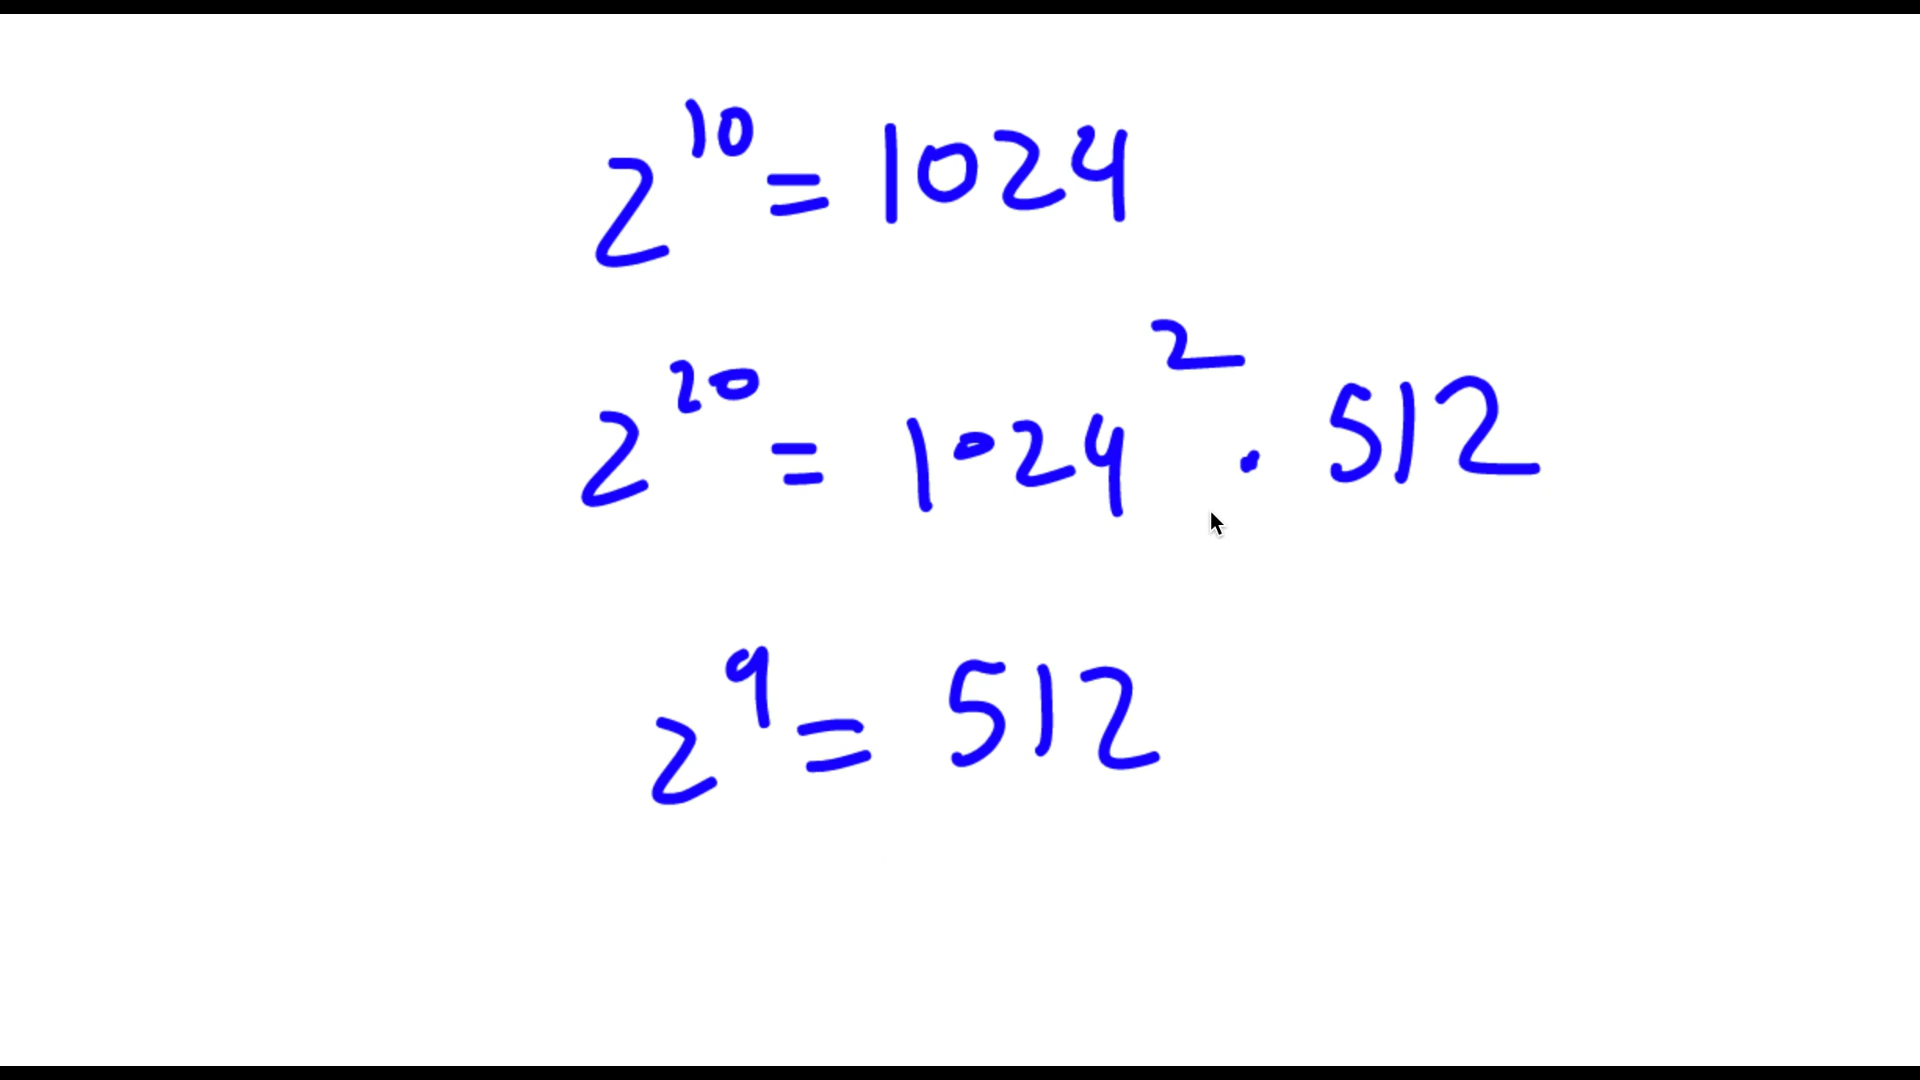 2^10 = 1024
2^20 = 1024^2 . 512
2^9 = 512